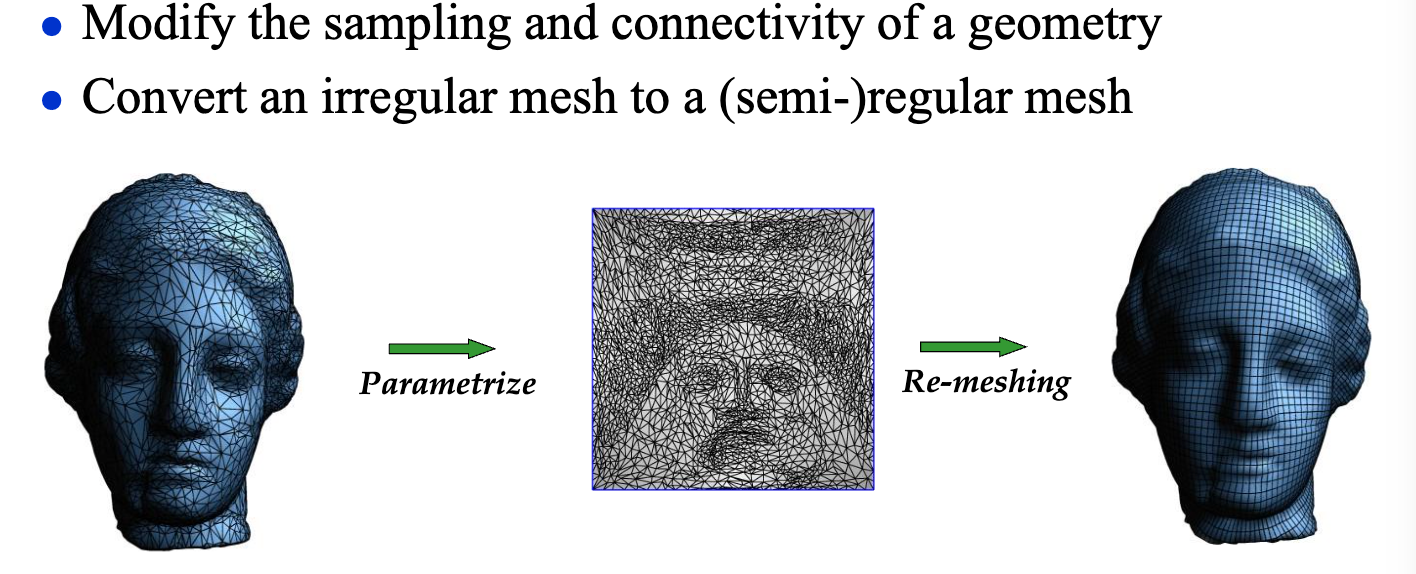 • Modify the sampling and connectivity of a geometry
• Convert an irregular mesh to a (semi-)regular mesh
Parametrize
Re-meshing